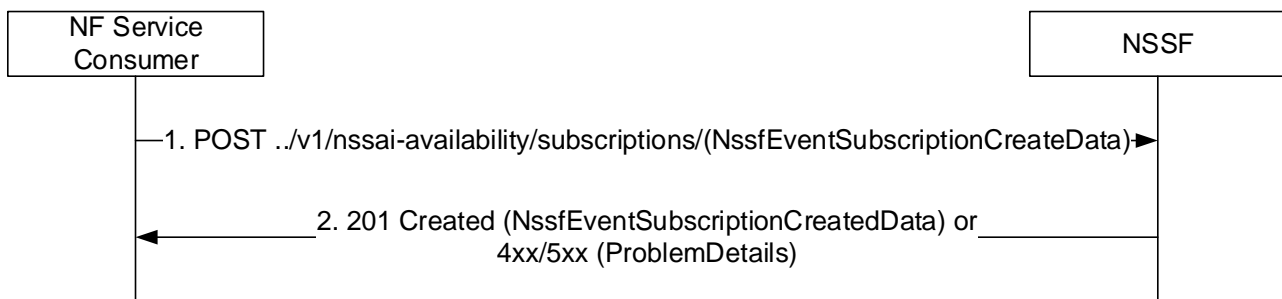 NF Service
Consumer
NSSF
1. POST ../v1/nssai-availability/subscriptions/(NssfEventSubscriptionCreateData)
2. 201 Created (NssfEventSubscriptionCreatedData) or
4xx/5xx (ProblemDetails)